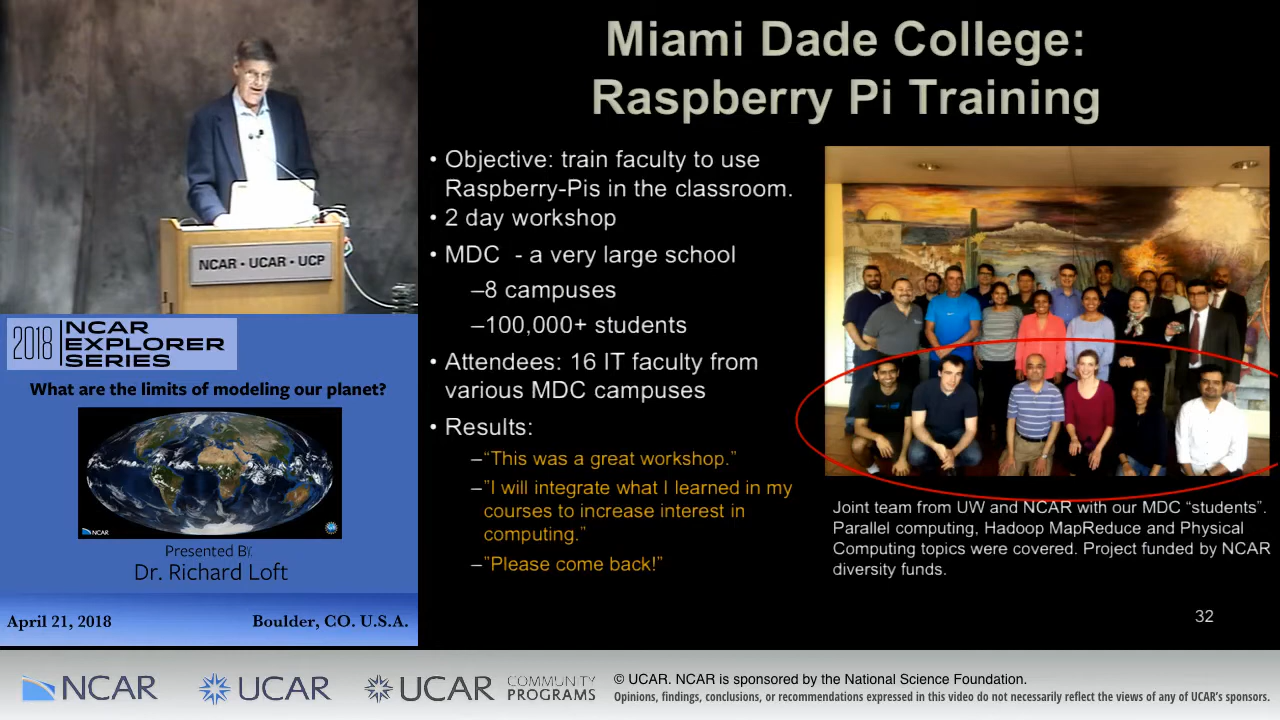 Miami Dade College:
Raspberry Pi Training
• Objective: train faculty to use
Raspberry-Pis in the classroom.
• 2 day workshop
• MDC - a very large school
–8 campuses
–100,000+ students
• Attendees: 16 IT faculty from
various MDC campuses
• Results:
–“This was a great workshop.”
–”I will integrate what I learned in my
courses to increase interest in
computing.”
–”Please come back!”
Joint team from UW and NCAR with our MDC “students”.
Parallel computing, Hadoop MapReduce and Physical
Computing topics were covered. Project funded by NCAR
diversity funds.
32
NCAR • UCAR • UCP
2018 NCAR
EXPLORER
SERIES
What are the limits of modeling our planet?
NCAR
Presented By
Dr. Richard Loft
April 21, 2018 Boulder, CO. U.S.A.
NCAR
UCAR
UCAR
COMMUNITY
PROGRAMS
© UCAR. NCAR is sponsored by the National Science Foundation.
Opinions, findings, conclusions, or recommendations expressed in this video do not necessarily reflect the views of any of UCAR's sponsors.